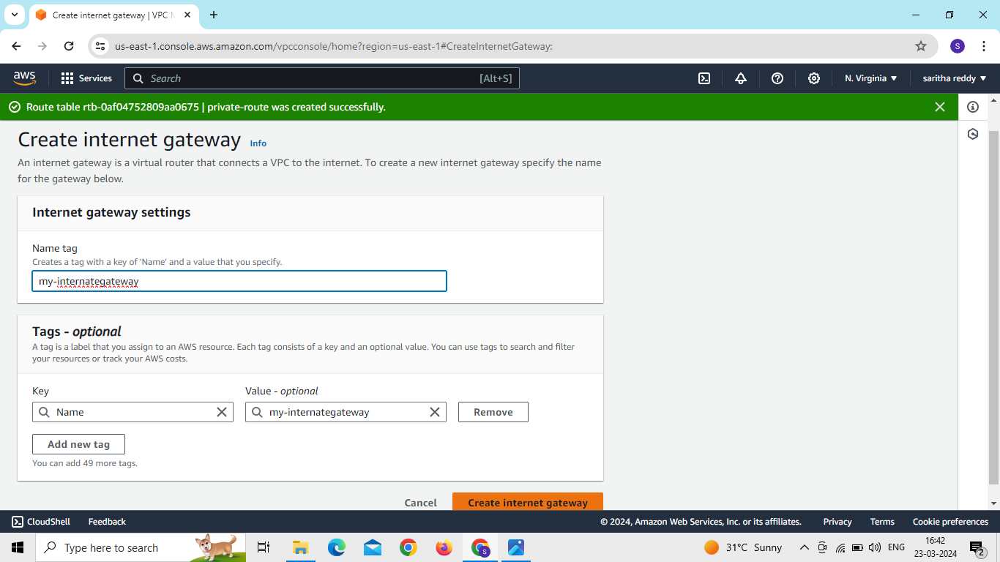 Create internet gateway | VPC M
us-east-1.console.aws.amazon.com/vpcconsole/home?region=us-east-1#CreateInternetGateway:
S
aws
Services
Search
[Alt+S]
N. Virginia
saritha reddy
Route table rtb-0af04752809aa0675 | private-route was created successfully.
Create internet gateway Info
An internet gateway is a virtual router that connects a VPC to the internet. To create a new internet gateway specify the name
for the gateway below.
Internet gateway settings
Name tag
Creates a tag with a key of 'Name' and a value that you specify.
my-internategateway
Tags - optional
A tag is a label that you assign to an AWS resource. Each tag consists of a key and an optional value. You can use tags to search and filter
your resources or track your AWS costs.
Key
Value - optional
Name
my-internategateway
Remove
Add new tag
You can add 49 more tags.
Cancel
Create internet gateway
CloudShell
Feedback
© 2024, Amazon Web Services, Inc. or its affiliates.
Privacy
Terms
Cookie preferences
Type here to search
S
31°C Sunny
ENG
16:42
23-03-2024
2